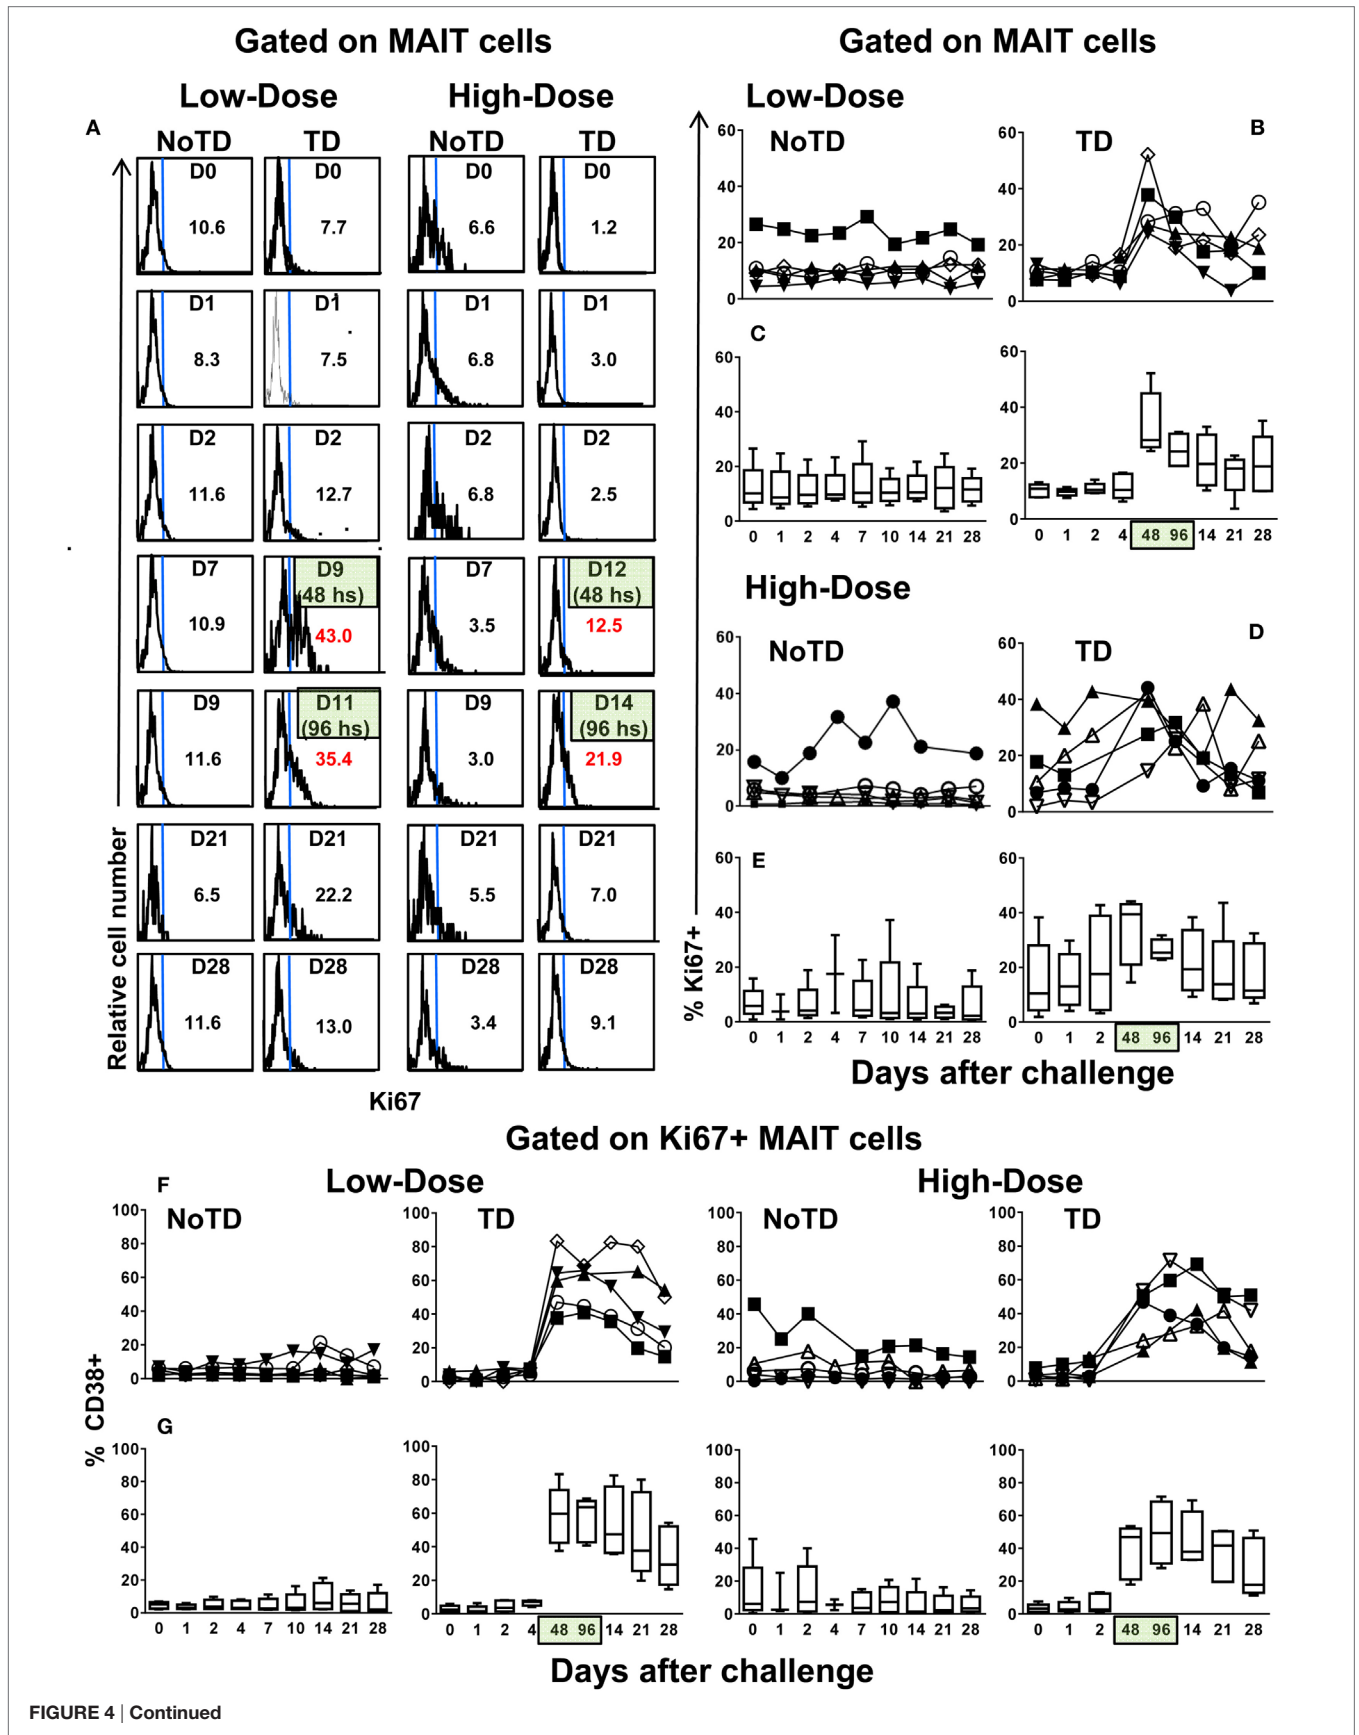 Gated on MAIT cells
Gated on MAIT cells
Low-Dose
High-Dose
A
NoTD
TD
NoTD
TD
D0
10.6
D0
7.7
D0
6.6
D0
1.2
D1
8.3
D1
7.5
D1
6.8
D1
3.0
D2
11.6
D2
12.7
D2
6.8
D2
2.5
D7
10.9
D9
(48 hs)
43.0
D7
3.5
D12
(48 hs)
12.5
D9
11.6
D11
(96 hs)
35.4
D9
3.0
D14
(96 hs)
21.9
D21
6.5
D21
22.2
D21
5.5
D21
7.0
D28
11.6
D28
13.0
D28
3.4
D28
9.1
Relative cell number
Ki67
Low-Dose
B
NoTD
60
40
20
0
TD
60
40
20
0
C
60
40
20
0
0 1 2 4 7 10 14 21 28
60
40
20
0
0 1 2 4 48 96 14 21 28
High-Dose
D
NoTD
60
40
20
0
TD
60
40
20
0
E
60
40
20
0
0 1 2 4 7 10 14 21 28
60
40
20
0
0 1 2 48 96 14 21 28
% Ki67+
Days after challenge
Gated on Ki67+ MAIT cells
F
Low-Dose
High-Dose
NoTD
100
80
60
40
20
0
TD
100
80
60
40
20
0
NoTD
100
80
60
40
20
0
TD
100
80
60
40
20
0
G
% CD38+
100
80
60
40
20
0
0 1 2 4 7 10 14 21 28
100
80
60
40
20
0
0 1 2 4 48 96 14 21 28
100
80
60
40
20
0
0 1 2 4 7 10 14 21 28
100
80
60
40
20
0
0 1 2 48 96 14 21 28
Days after challenge
FIGURE 4 | Continued